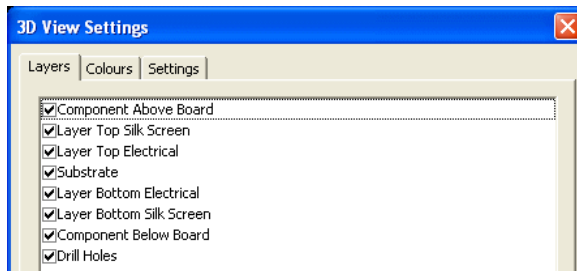 3D View Settings
Layers Colours Settings
Component Above Board
Layer Top Silk Screen
Layer Top Electrical
Substrate
Layer Bottom Electrical
Layer Bottom Silk Screen
Component Below Board
Drill Holes